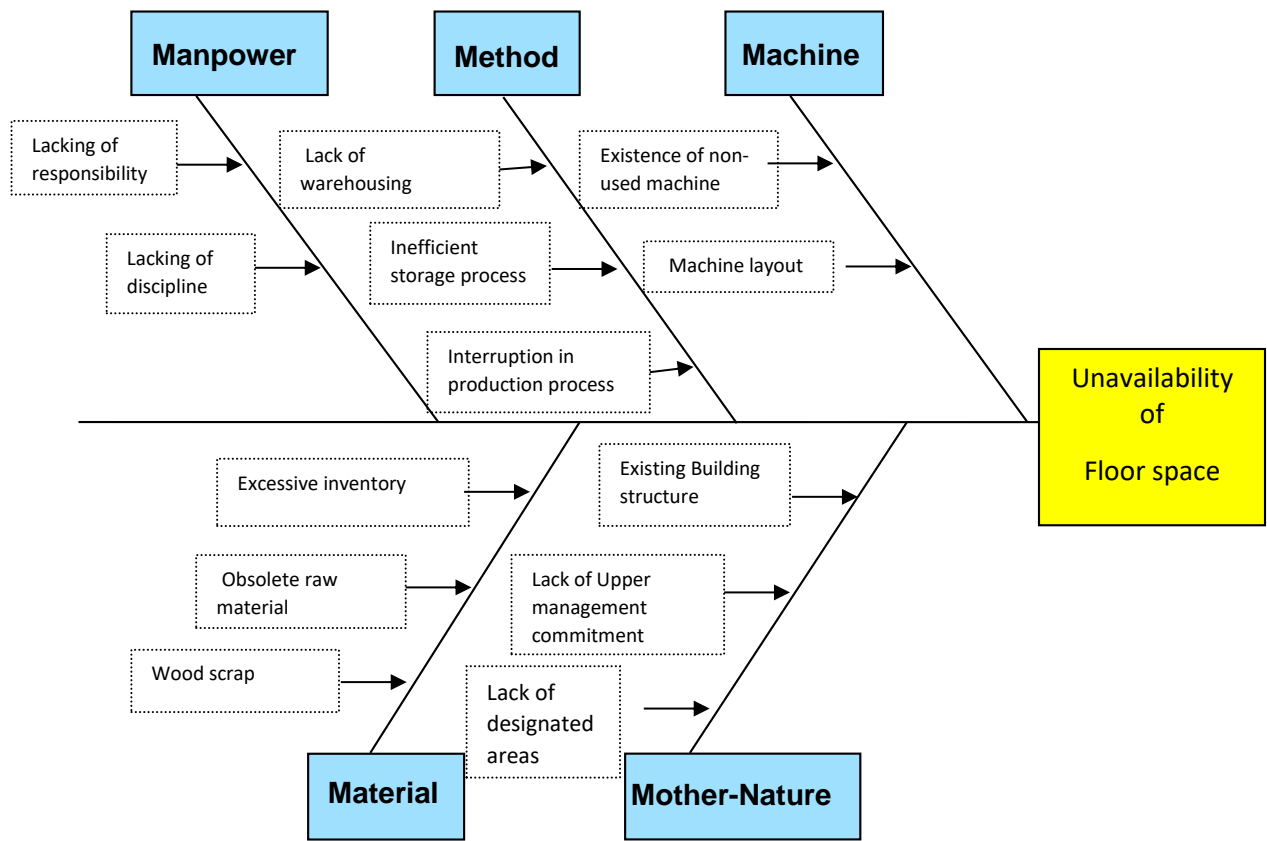 Manpower
Method
Machine
Lacking of
responsibility
Lack of
warehousing
Existence of non-
used machine
Lacking of
discipline
Inefficient
storage process
Machine layout
Interruption in
production process
Unavailability
of
Floor space
Excessive inventory
Existing Building
structure
Obsolete raw
material
Lack of Upper
management
commitment
Wood scrap
Lack of
designated
areas
Material
Mother-Nature